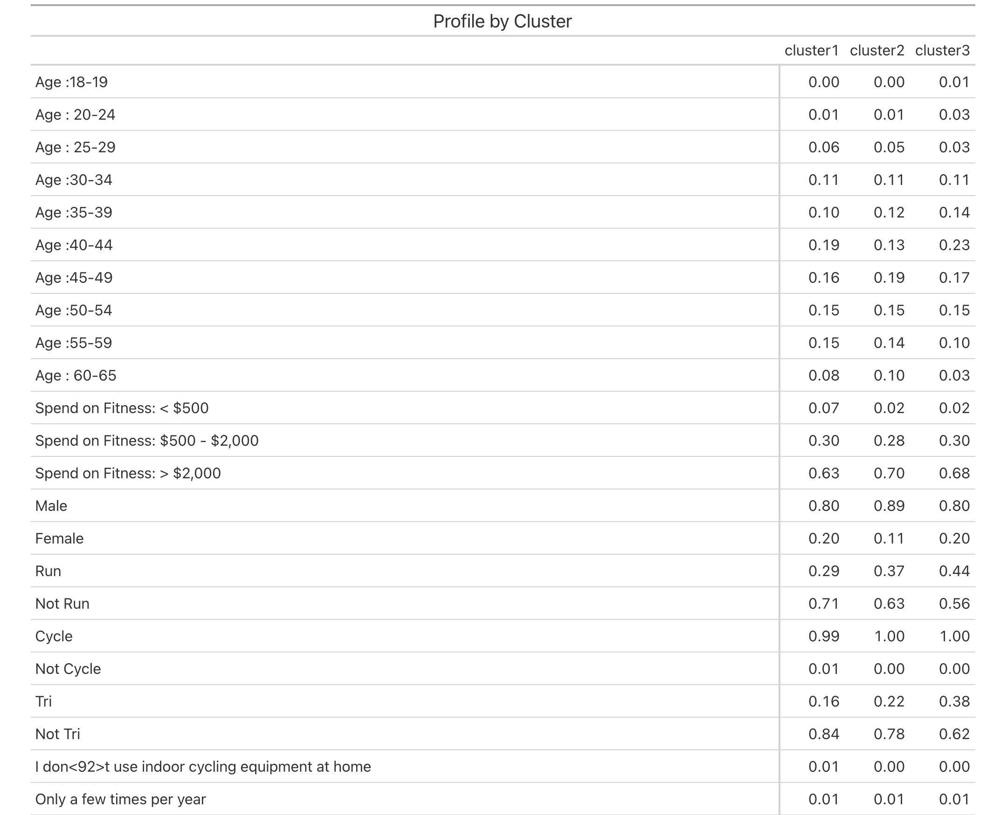 Profile by Cluster
cluster1 cluster2 cluster3
Age :18-19 0.00 0.00 0.01
Age : 20-24 0.01 0.01 0.03
Age : 25-29 0.06 0.05 0.03
Age :30-34 0.11 0.11 0.11
Age :35-39 0.10 0.12 0.14
Age :40-44 0.19 0.13 0.23
Age :45-49 0.16 0.19 0.17
Age :50-54 0.15 0.15 0.15
Age :55-59 0.15 0.14 0.10
Age : 60-65 0.08 0.10 0.03
Spend on Fitness: < $500 0.07 0.02 0.02
Spend on Fitness: $500 - $2,000 0.30 0.28 0.30
Spend on Fitness: > $2,000 0.63 0.70 0.68
Male 0.80 0.89 0.80
Female 0.20 0.11 0.20
Run 0.29 0.37 0.44
Not Run 0.71 0.63 0.56
Cycle 0.99 1.00 1.00
Not Cycle 0.01 0.00 0.00
Tri 0.16 0.22 0.38
Not Tri 0.84 0.78 0.62
I don<92>t use indoor cycling equipment at home 0.01 0.00 0.00
Only a few times per year 0.01 0.01 0.01